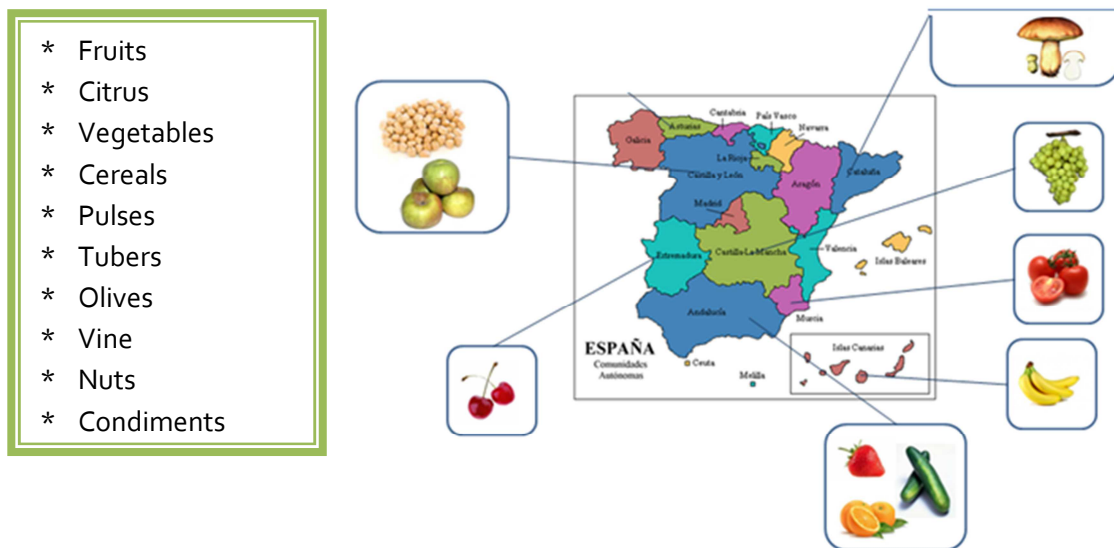 * Fruits
* Citrus
* Vegetables
* Cereals
* Pulses
* Tubers
* Olives
* Vine
* Nuts
* Condiments
Cantabria
País Vasco
Asturias
Navarra
Galicia
La Rioja
Castilla y León
Cataluña
Aragón
Madrid
Extremadura
Castilla-La Mancha
Valencia
Islas Baleares
Andalucía
Murcia
ESPAÑA
Comunidades
Autónomas
Ceuta
Melilla
Islas Canarias